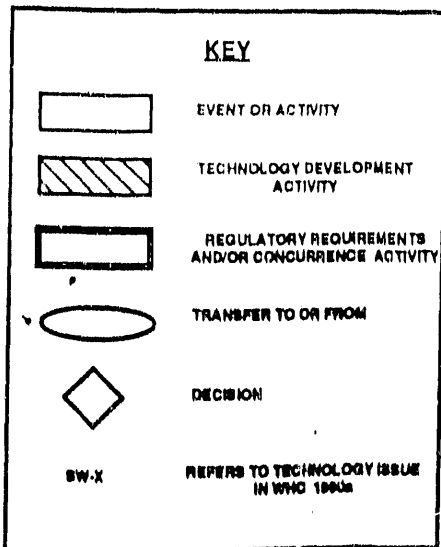 KEY
EVENT OR ACTIVITY
TECHNOLOGY DEVELOPMENT
ACTIVITY
REGULATORY REQUIREMENTS
AND/OR CONCURRENCE ACTIVITY
TRANSFER TO OR FROM
DECISION
SW-X
REFERS TO TECHNOLOGY ISSUE
IN WHC